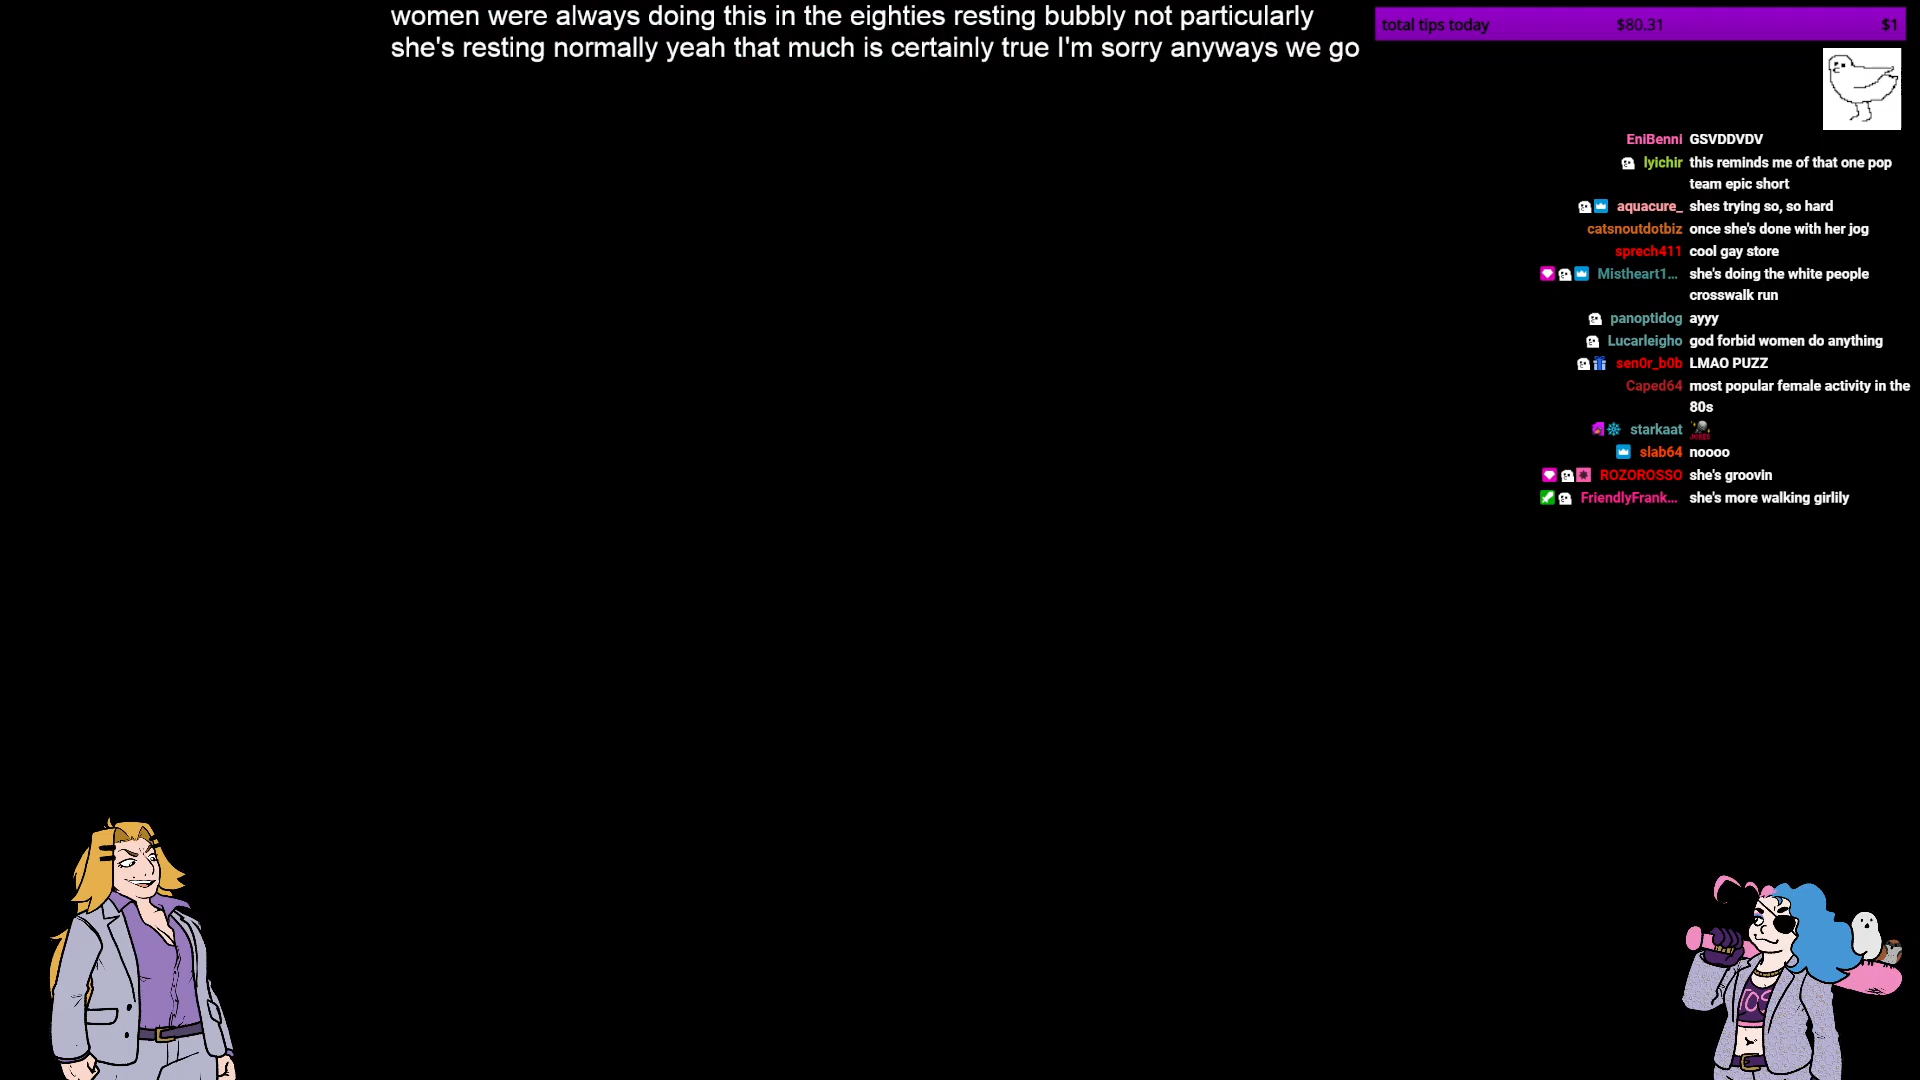 women were always doing this in the eighties resting bubbly not particularly
she's resting normally yeah that much is certainly true I'm sorry anyways we go
total tips today $80.31 $1
EniBenni GSVDDVDV
lyichir this reminds me of that one pop
team epic short
aquacure_ shes trying so, so hard
catsnoutdotbiz once she's done with her jog
sprech411 cool gay store
Mistheart1... she's doing the white people
crosswalk run
panoptidog ayyy
Lucarleigho god forbid women do anything
sen0r_b0b LMAO PUZZ
Caped64 most popular female activity in the
80s
starkaat
slab64 noooo
ROZOROSSO she's groovin
FriendlyFrank... she's more walking girlily